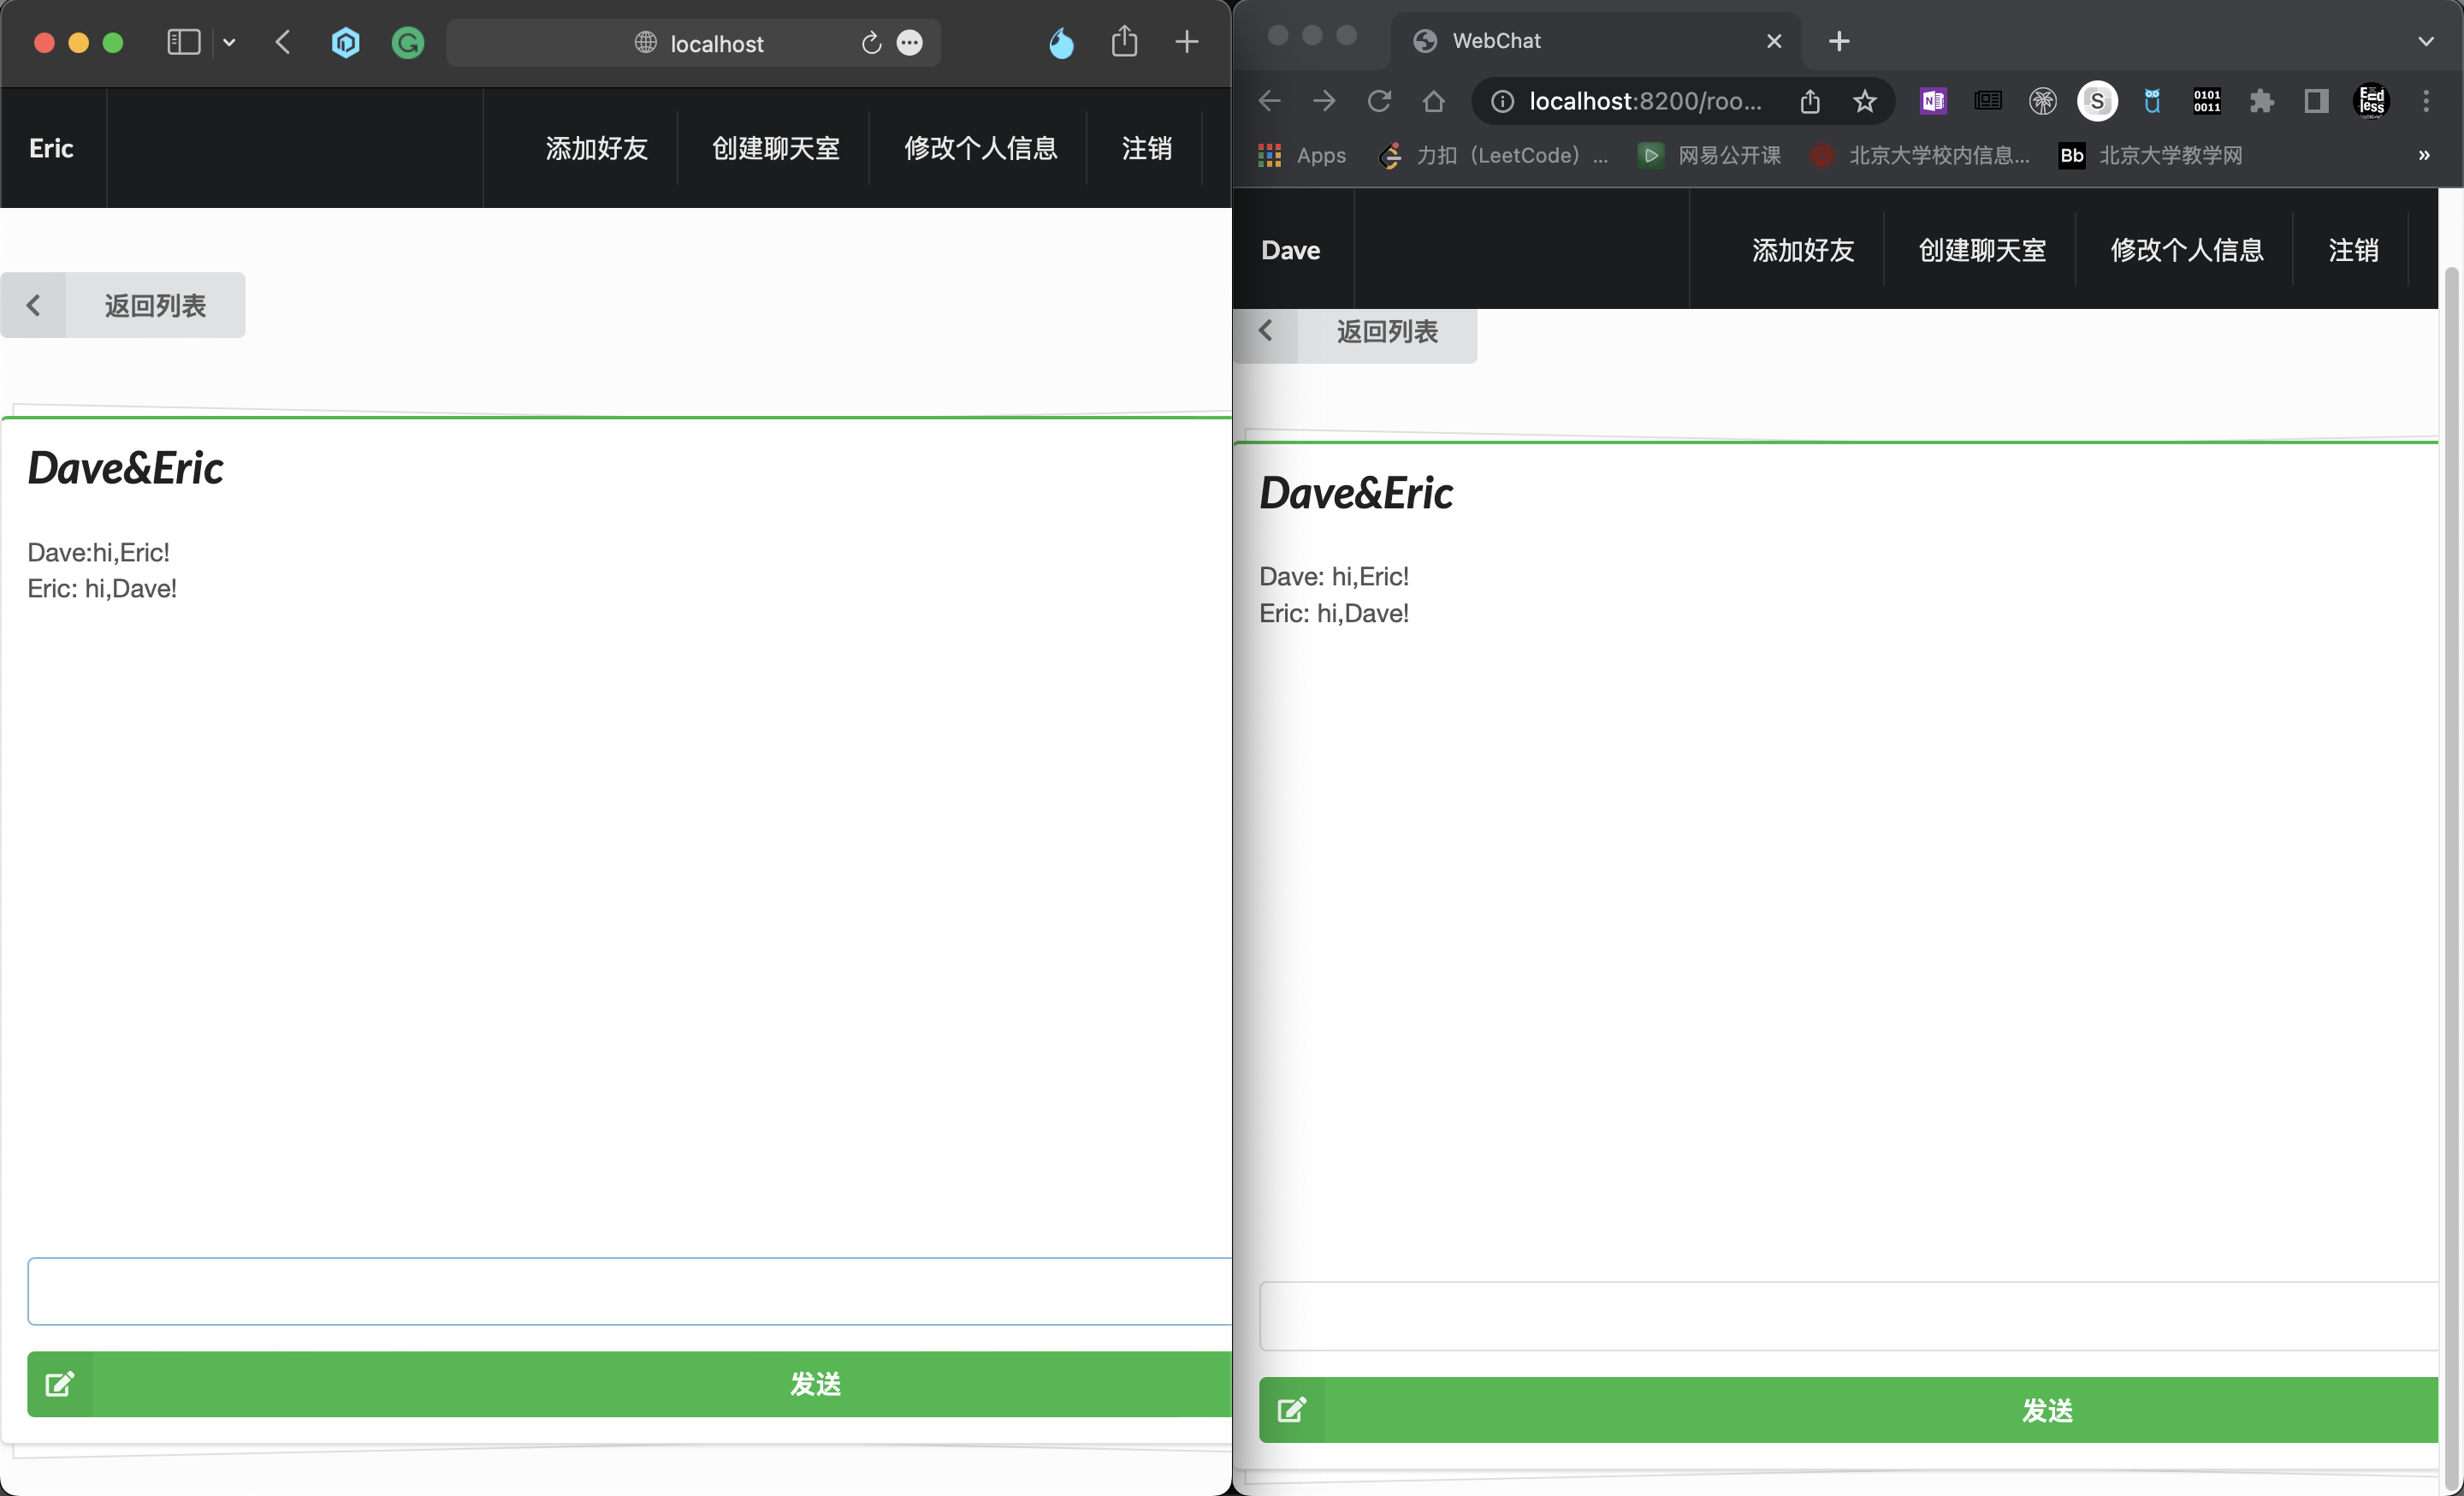 localhost
Eric
添加好友
创建聊天室
修改个人信息
注销
返回列表
Dave&Eric
Dave:hi,Eric!
Eric: hi,Dave!
发送
WebChat
localhost:8200/roo...
N
S
0101
0011
E=d
less
Apps
力扣（LeetCode）...
网易公开课
北京大学校内信息...
Bb
北京大学教学网
»
Dave
添加好友
创建聊天室
修改个人信息
注销
返回列表
Dave&Eric
Dave: hi,Eric!
Eric: hi,Dave!
发送